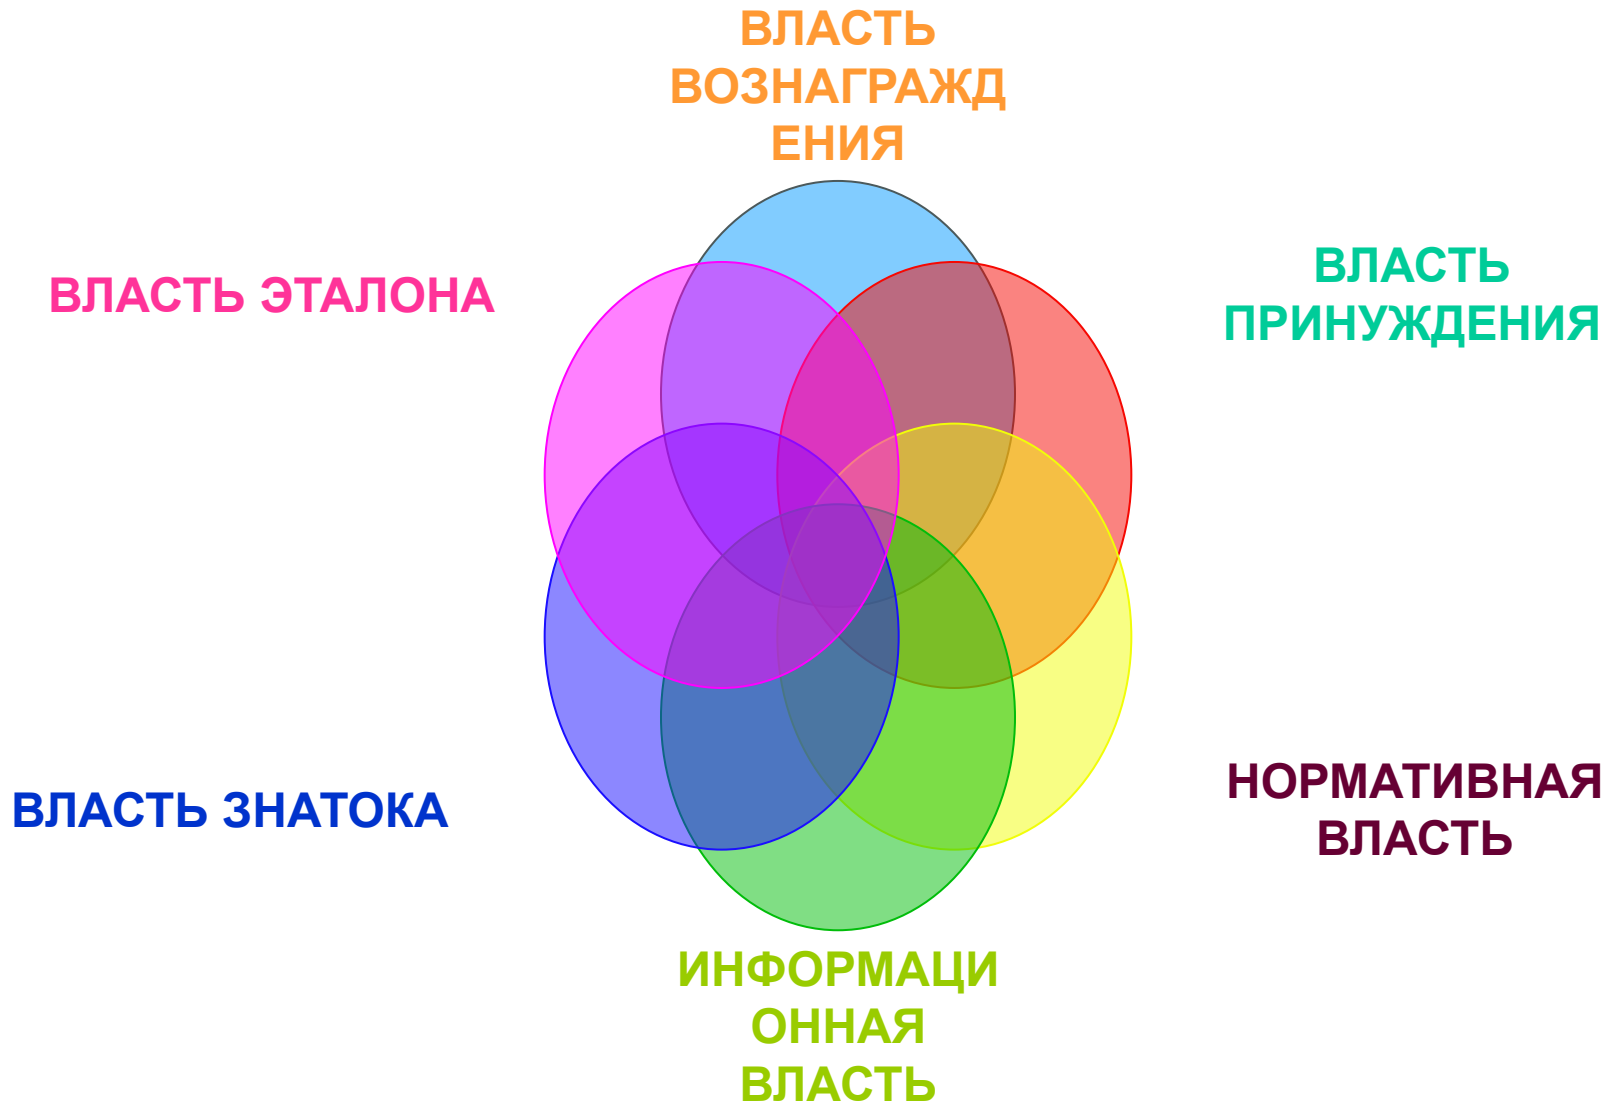 ВЛАСТЬ
ВОЗНАГРАЖД
ЕНИЯ
ВЛАСТЬ ЭТАЛОНА
ВЛАСТЬ
ПРИНУЖДЕНИЯ
ВЛАСТЬ ЗНАТОКА
НОРМАТИВНАЯ
ВЛАСТЬ
ИНФОРМАЦИ
ОННАЯ
ВЛАСТЬ